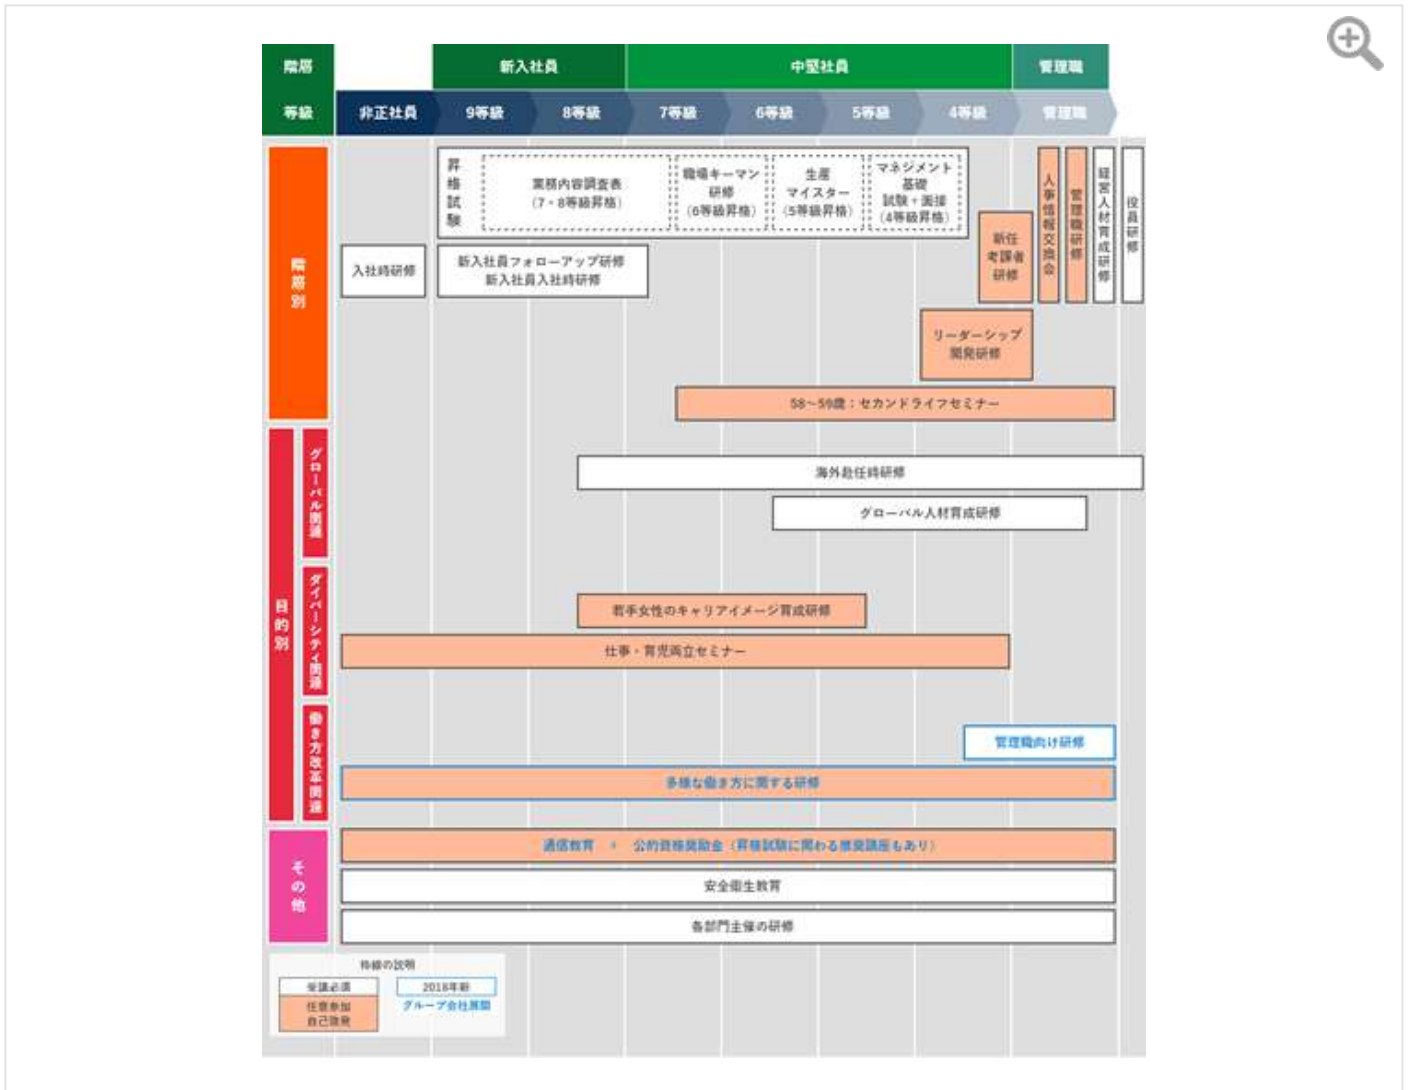 階層
新入社員
中堅社員
管理職
等級
非正社員
9等級
8等級
7等級
6等級
5等級
4等級
管理職
階層別
昇格試験
業務内容調査表
(7・8等級昇格)
職場キーマン
研修
(6等級昇格)
生産
マイスター
(5等級昇格)
マネジメント
基礎
試験+面接
(4等級昇格)
新任
考課者
研修
人事情報交換会
管理職研修
経営人材育成研修
役員研修
入社時研修
新入社員フォローアップ研修
新入社員入社時研修
リーダーシップ
開発研修
58~59歳:セカンドライフセミナー
目的別
グローバル関連
海外赴任時研修
グローバル人材育成研修
ダイバーシティ関連
若手女性のキャリアイメージ育成研修
仕事・育児両立セミナー
働き方改革関連
管理職向け研修
多様な働き方に関する研修
その他
通信教育 + 公的資格奨励金(昇格試験に関わる推奨講座もあり)
安全衛生教育
各部門主催の研修
枠線の説明
受講必須
任意参加
自己啓発
2018年新
グループ会社展開